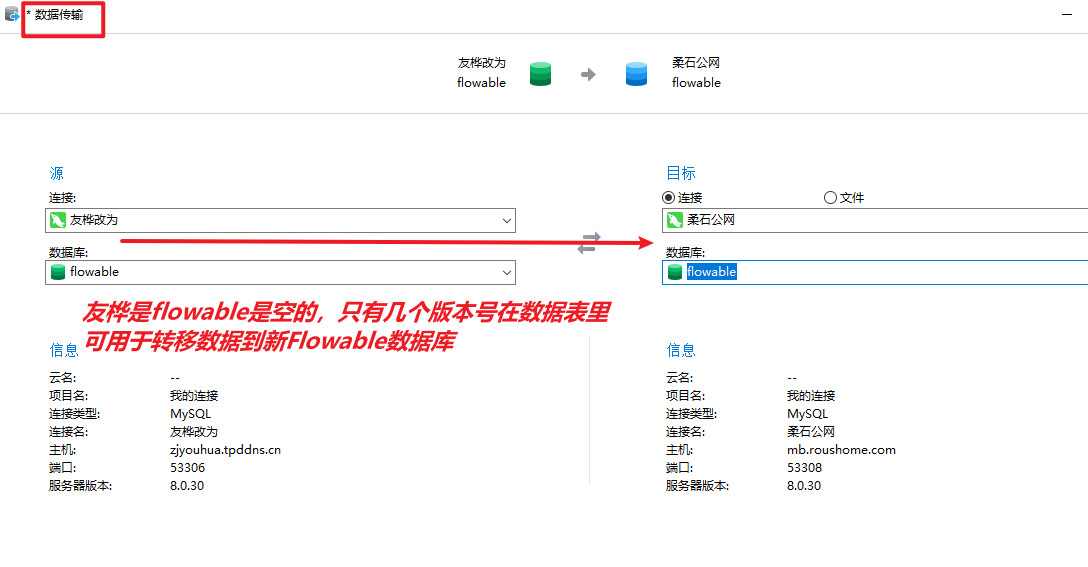 * 数据传输
友桦改为
flowable
柔石公网
flowable
源
目标
连接:
连接
文件
友桦改为
柔石公网
数据库:
数据库:
flowable
flowable
友桦是flowable是空的，只有几个版本号在数据表里
可用于转移数据到新Flowable数据库
信息
信息
云名: --
云名: --
项目名: 我的连接
项目名: 我的连接
连接类型: MySQL
连接类型: MySQL
连接名: 友桦改为
连接名: 柔石公网
主机: zjyouhua.tpddns.cn
主机: mb.roushome.com
端口: 53306
端口: 53308
服务器版本: 8.0.30
服务器版本: 8.0.30